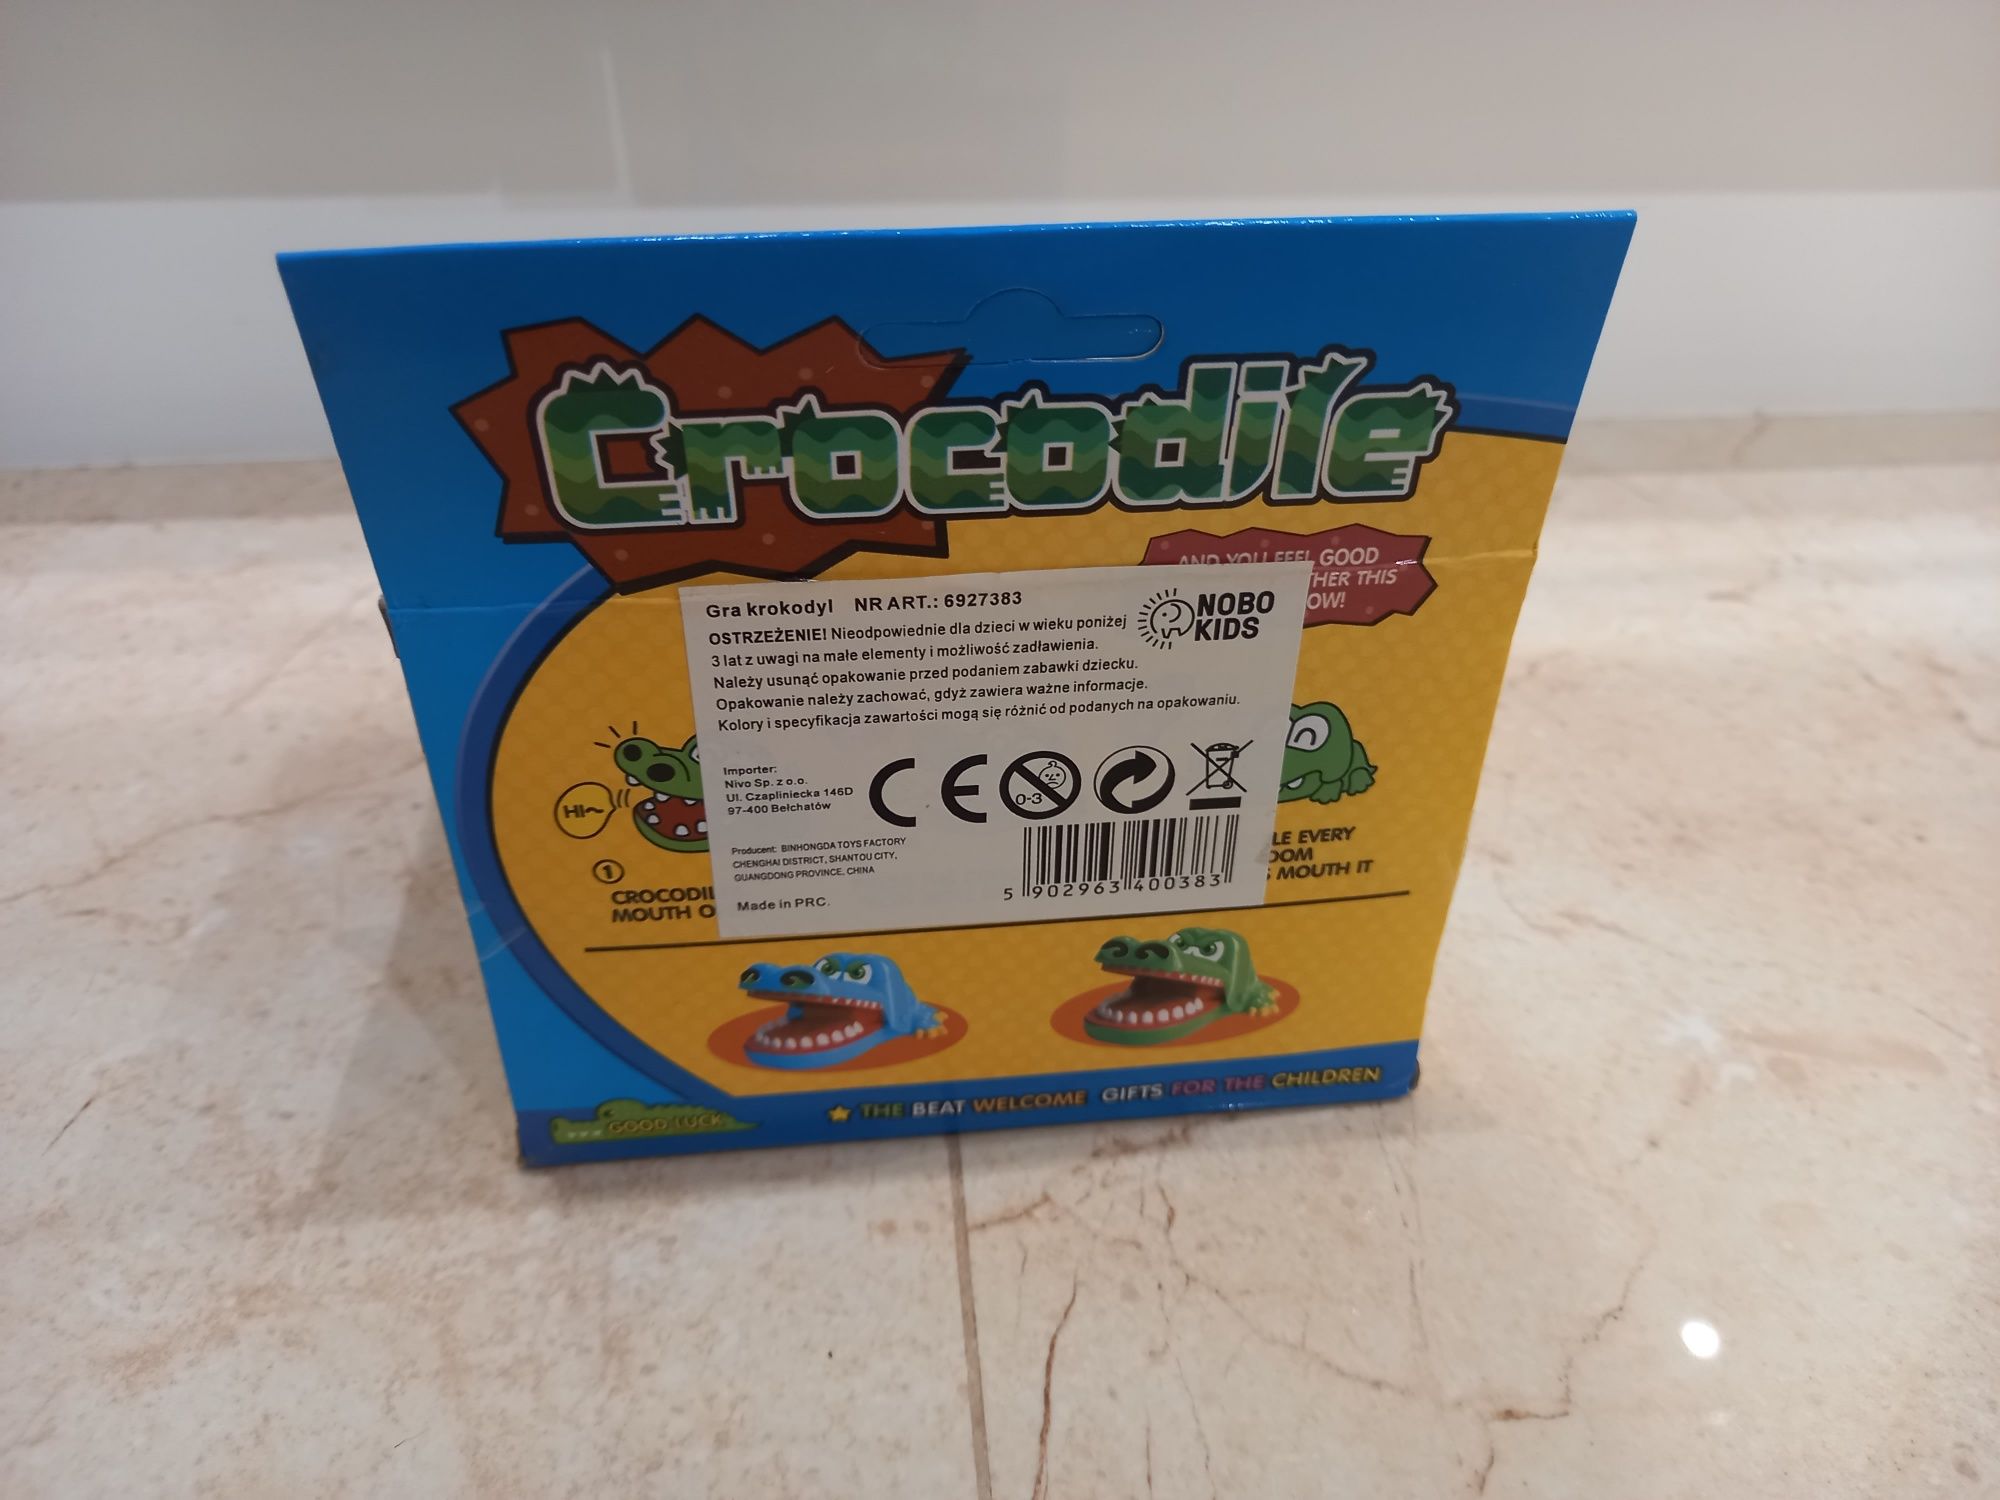 Crocodile
AND YOU FEEL GOOD
THER THIS
OW!
Gra krokodyl NR ART.: 6927383
NOBO
KIDS
OSTRZEŻENIE! Nieodpowiednie dla dzieci w wieku poniżej
3 lat z uwagi na małe elementy i możliwość zadławienia.
Należy usunąć opakowanie przed podaniem zabawki dziecku.
Opakowanie należy zachować, gdyż zawiera ważne informacje.
Kolory i specyfikacja zawartości mogą się różnić od podanych na opakowaniu.
Importer:
Nivo Sp. z o.o.
Ul. Czapliniecka 146D
97-400 Bełchatów
CE
0-3
Producent: BINHONGDA TOYS FACTORY
CHENGHAI DISTRICT, SHANTOU CITY,
GUANGDONG PROVINCE, CHINA
Made in PRC.
5 902963 400383
HI~
1
CROCODIL
MOUTH O
LE EVERY
OOM
S MOUTH IT
GOOD LUCK
THE BEAT WELCOME GIFTS FOR THE CHILDREN